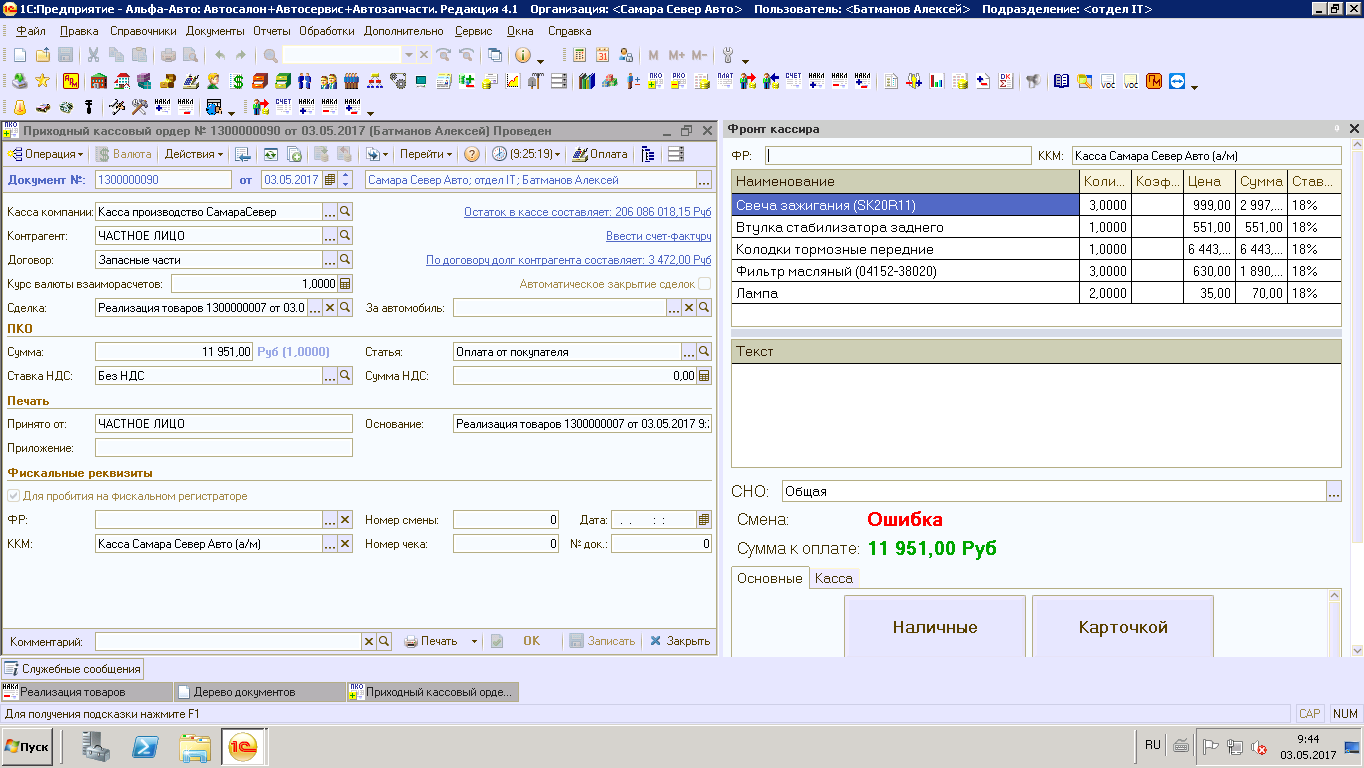 1С:Предприятие - Альфа-Авто: Автосалон+Автосервис+Автозапчасти. Редакция 4.1 Организация: <Самара Север Авто> Пользователь: <Батманов Алексей> Подразделение: <отдел IT>
Файл Правка Справочники Документы Отчеты Обработки Дополнительно Сервис Окна Справка
M M+ M−
Приходный кассовый ордер № 1300000090 от 03.05.2017 (Батманов Алексей) Проведен
Операция Валюта Действия Перейти (9:25:19) Оплата
Документ №: 1300000090 от 03.05.2017 Самара Север Авто; отдел IT; Батманов Алексей ...
Касса компании: Касса производство СамараСевер ... Остаток в кассе составляет: 206 086 018,15 Руб
Контрагент: ЧАСТНОЕ ЛИЦО ... Ввести счет-фактуру
Договор: Запасные части ... По договору долг контрагента составляет: 3 472,00 Руб
Курс валюты взаиморасчетов: 1,0000 Автоматическое закрытие сделок
Сделка: Реализация товаров 1300000007 от 03.0 ... За автомобиль: ...
ПКО
Сумма: 11 951,00 Руб (1,0000) Статья: Оплата от покупателя ...
Ставка НДС: Без НДС ... Сумма НДС: 0,00
Печать
Принято от: ЧАСТНОЕ ЛИЦО Основание: Реализация товаров 1300000007 от 03.05.2017 9:
Приложение:
Фискальные реквизиты
Для пробития на фискальном регистраторе
ФР: ... Номер смены: 0 Дата: . . : :
ККМ: Касса Самара Север Авто (а/м) ... Номер чека: 0 № док.: 0
Комментарий: Печать OK Записать Закрыть
Фронт кассира
ФР: ККМ: Касса Самара Север Авто (а/м)
Наименование Коли... Коэф... Цена Сумма Став...
Свеча зажигания (SK20R11) 3,0000 999,00 2 997,... 18%
Втулка стабилизатора заднего 1,0000 551,00 551,00 18%
Колодки тормозные передние 1,0000 6 443,... 6 443,... 18%
Фильтр масляный (04152-38020) 3,0000 630,00 1 890,... 18%
Лампа 2,0000 35,00 70,00 18%
Текст
СНО: Общая ...
Смена: Ошибка
Сумма к оплате: 11 951,00 Руб
Основные Касса
Наличные Карточкой
Служебные сообщения
Реализация товаров Дерево документов Приходный кассовый орде...
Для получения подсказки нажмите F1 CAP NUM
Пуск RU 9:44
03.05.2017